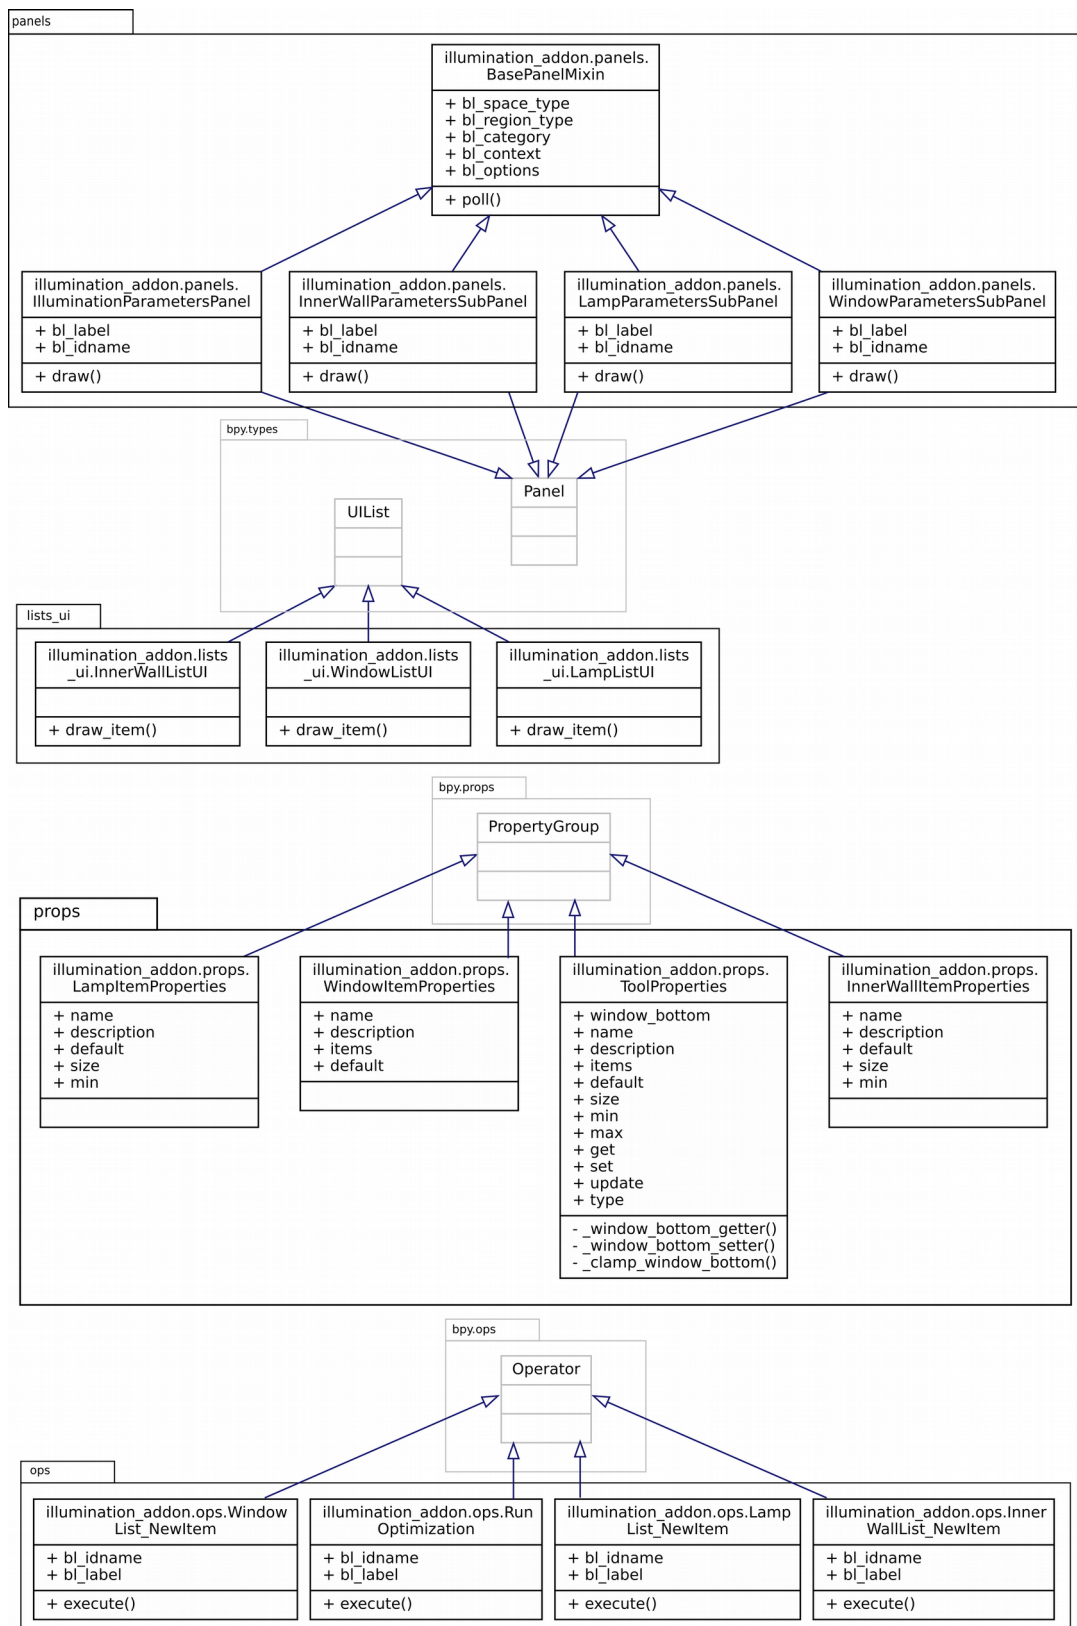 panels
illumination_addon.panels.
BasePanelMixin
+ bl_space_type
+ bl_region_type
+ bl_category
+ bl_context
+ bl_options
+ poll()
illumination_addon.panels.
IlluminationParametersPanel
+ bl_label
+ bl_idname
+ draw()
illumination_addon.panels.
InnerWallParametersSubPanel
+ bl_label
+ bl_idname
+ draw()
illumination_addon.panels.
LampParametersSubPanel
+ bl_label
+ bl_idname
+ draw()
illumination_addon.panels.
WindowParametersSubPanel
+ bl_label
+ bl_idname
+ draw()
bpy.types
Panel
UIList
lists_ui
illumination_addon.lists
_ui.InnerWallListUI
+ draw_item()
illumination_addon.lists
_ui.WindowListUI
+ draw_item()
illumination_addon.lists
_ui.LampListUI
+ draw_item()
bpy.props
PropertyGroup
props
illumination_addon.props.
LampItemProperties
+ name
+ description
+ default
+ size
+ min
illumination_addon.props.
WindowItemProperties
+ name
+ description
+ items
+ default
illumination_addon.props.
ToolProperties
+ window_bottom
+ name
+ description
+ items
+ default
+ size
+ min
+ max
+ get
+ set
+ update
+ type
- _window_bottom_getter()
- _window_bottom_setter()
- _clamp_window_bottom()
illumination_addon.props.
InnerWallItemProperties
+ name
+ description
+ default
+ size
+ min
bpy.ops
Operator
ops
illumination_addon.ops.Window
List_NewItem
+ bl_idname
+ bl_label
+ execute()
illumination_addon.ops.Run
Optimization
+ bl_idname
+ bl_label
+ execute()
illumination_addon.ops.Lamp
List_NewItem
+ bl_idname
+ bl_label
+ execute()
illumination_addon.ops.Inner
WallList_NewItem
+ bl_idname
+ bl_label
+ execute()